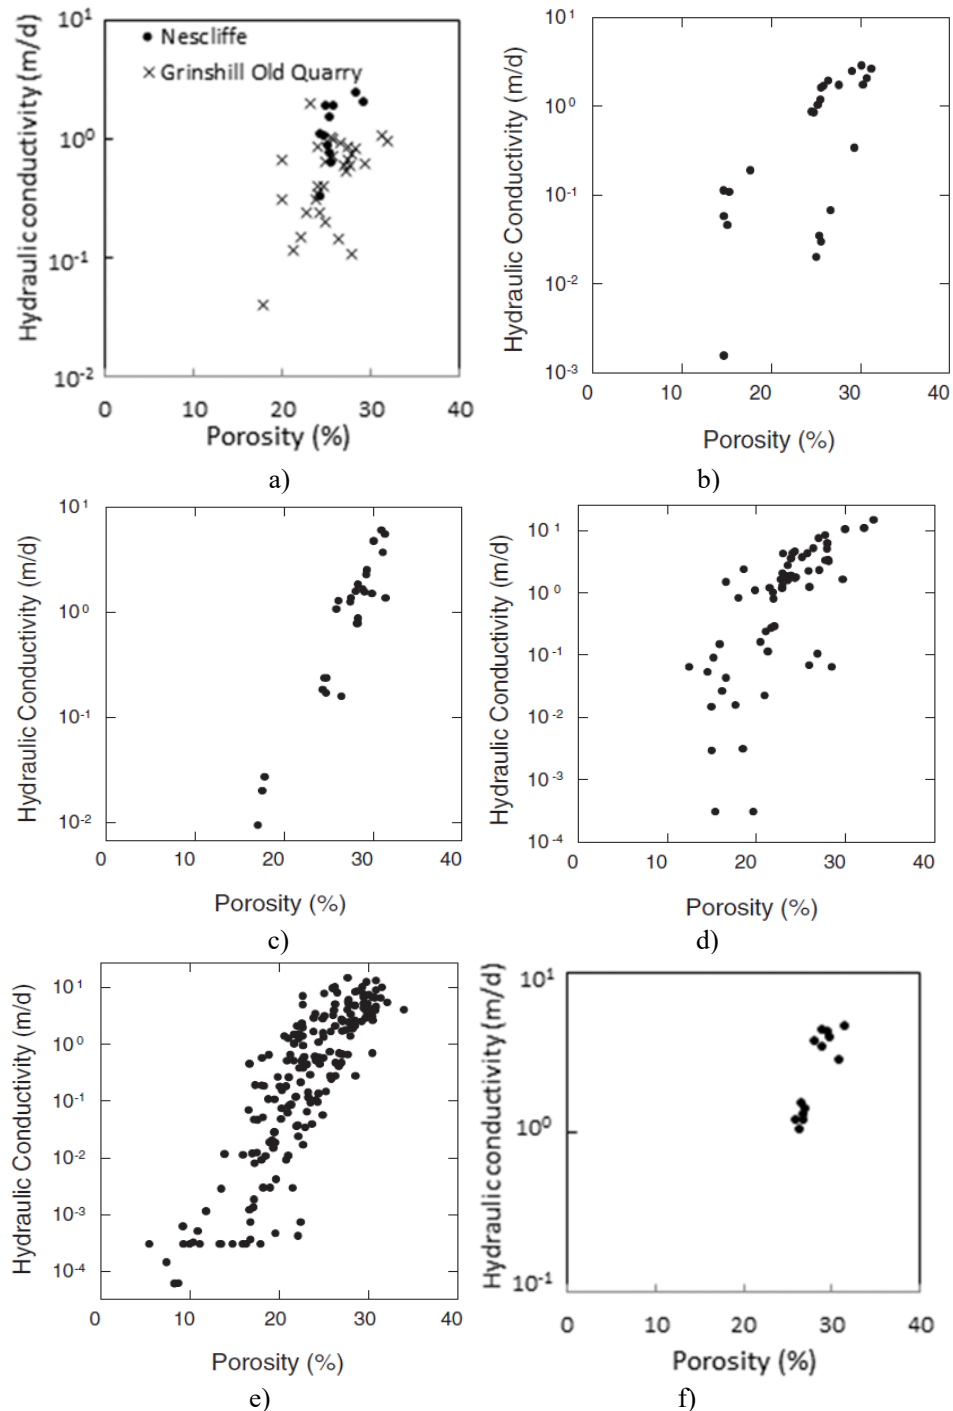 Hydraulic conductivity (m/d)
10¹
10⁰
10⁻¹
10⁻²
Nescliffe
Grinshill Old Quarry
0 10 20 30 40
Porosity (%)
a)
Hydraulic Conductivity (m/d)
10¹
10⁰
10⁻¹
10⁻²
10⁻³
0 10 20 30 40
Porosity (%)
b)
Hydraulic Conductivity (m/d)
10¹
10⁰
10⁻¹
10⁻²
0 10 20 30 40
Porosity (%)
c)
Hydraulic Conductivity (m/d)
10¹
10⁰
10⁻¹
10⁻²
10⁻³
10⁻⁴
0 10 20 30 40
Porosity (%)
d)
Hydraulic Conductivity (m/d)
10¹
10⁰
10⁻¹
10⁻²
10⁻³
10⁻⁴
0 10 20 30 40
Porosity (%)
e)
Hydraulic conductivity (m/d)
10¹
10⁰
10⁻¹
0 10 20 30 40
Porosity (%)
f)